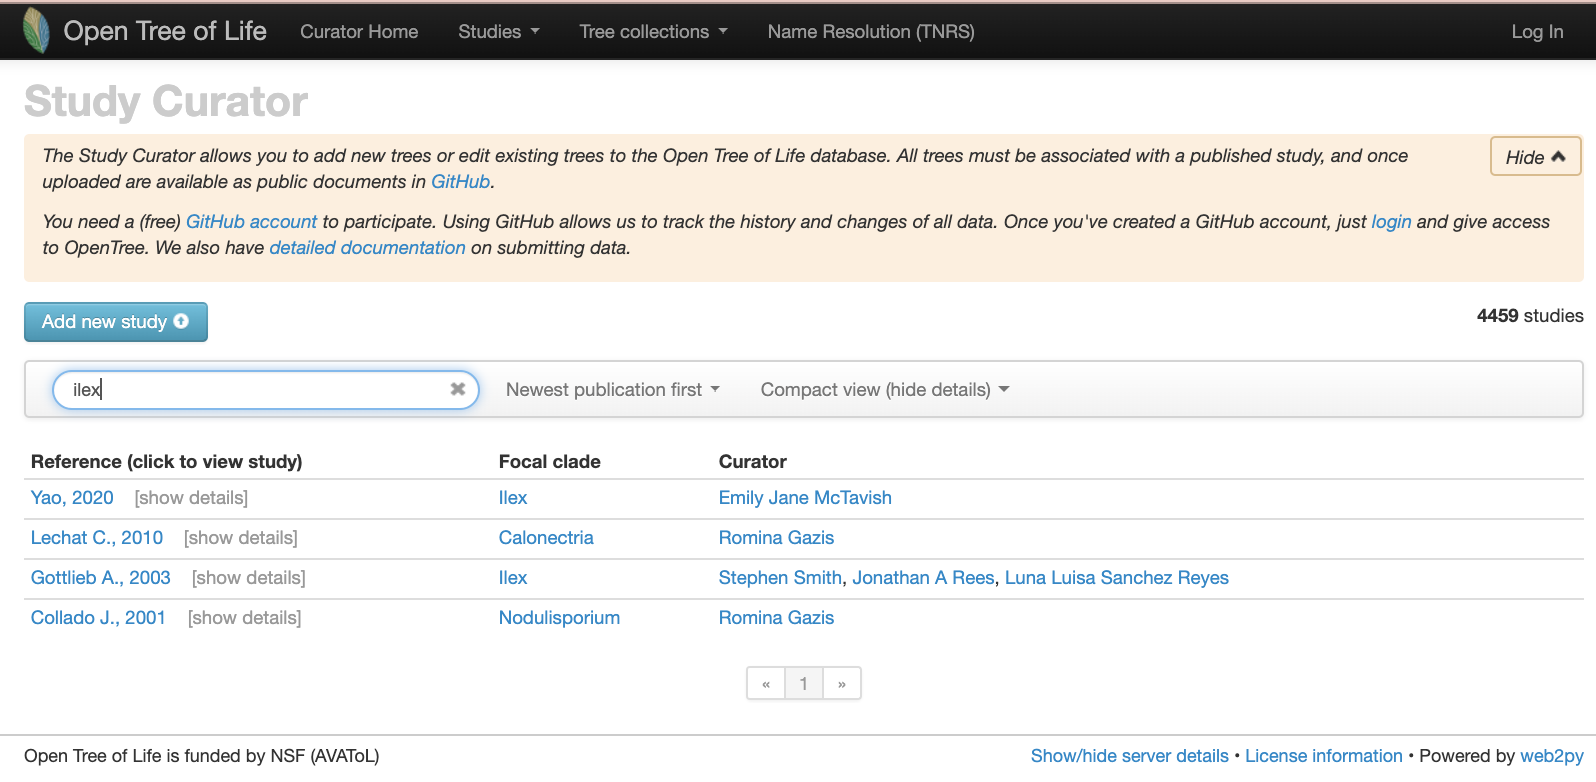 Open Tree of Life Curator Home Studies Tree collections Name Resolution (TNRS) Log In
Study Curator
The Study Curator allows you to add new trees or edit existing trees to the Open Tree of Life database. All trees must be associated with a published study, and once
uploaded are available as public documents in GitHub.
Hide
You need a (free) GitHub account to participate. Using GitHub allows us to track the history and changes of all data. Once you've created a GitHub account, just login and give access
to OpenTree. We also have detailed documentation on submitting data.
Add new study
4459 studies
ilex Newest publication first Compact view (hide details)
Reference (click to view study) Focal clade Curator
Yao, 2020 [show details] Ilex Emily Jane McTavish
Lechat C., 2010 [show details] Calonectria Romina Gazis
Gottlieb A., 2003 [show details] Ilex Stephen Smith, Jonathan A Rees, Luna Luisa Sanchez Reyes
Collado J., 2001 [show details] Nodulisporium Romina Gazis
« 1 »
Open Tree of Life is funded by NSF (AVAToL) Show/hide server details • License information • Powered by web2py